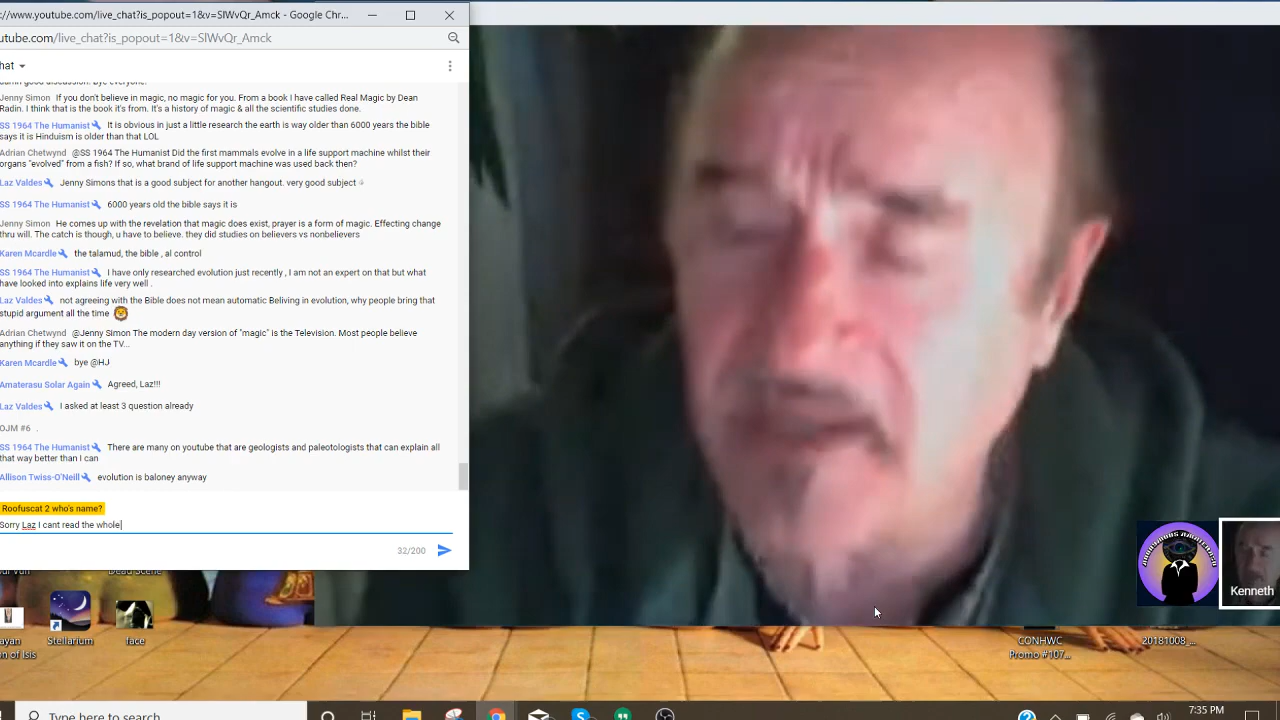 ://www.youtube.com/live_chat?is_popout=1&v=SlWvQr_Amck - Google Chr...
utube.com/live_chat?is_popout=1&v=SlWvQr_Amck
hat
damn good discussion. Bye everyone.
Jenny Simon If you don't believe in magic, no magic for you. From a book I have called Real Magic by Dean
Radin. I think that is the book it's from. It's a history of magic & all the scientific studies done.
SS 1964 The Humanist It is obvious in just a little research the earth is way older than 6000 years the bible
says it is Hinduism is older than that LOL
Adrian Chetwynd @SS 1964 The Humanist Did the first mammals evolve in a life support machine whilst their
organs "evolved" from a fish? If so, what brand of life support machine was used back then?
Laz Valdes Jenny Simons that is a good subject for another hangout. very good subject
SS 1964 The Humanist 6000 years old the bible says it is
Jenny Simon He comes up with the revelation that magic does exist, prayer is a form of magic. Effecting change
thru will. The catch is though, u have to believe. they did studies on believers vs nonbelievers
Karen Mcardle the talamud, the bible , al control
SS 1964 The Humanist I have only researched evolution just recently , I am not an expert on that but what
have looked into explains life very well .
Laz Valdes not agreeing with the Bible does not mean automatic Beliving in evolution, why people bring that
stupid argument all the time
Adrian Chetwynd @Jenny Simon The modern day version of "magic" is the Television. Most people believe
anything if they saw it on the TV...
Karen Mcardle bye @HJ
Amaterasu Solar Again Agreed, Laz!!!
Laz Valdes I asked at least 3 question already
OJM #6 .
SS 1964 The Humanist There are many on youtube that are geologists and paleotologists that can explain all
that way better than I can
Allison Twiss-O'Neill evolution is baloney anyway
Roofuscat 2 who's name?
Sorry Laz I cant read the whole
32/200
Kenneth
Dead Scene
ayan
on of Isis
Stellarium
face
CONHWC
Promo #107...
20181008_...
Type here to search
7:35 PM